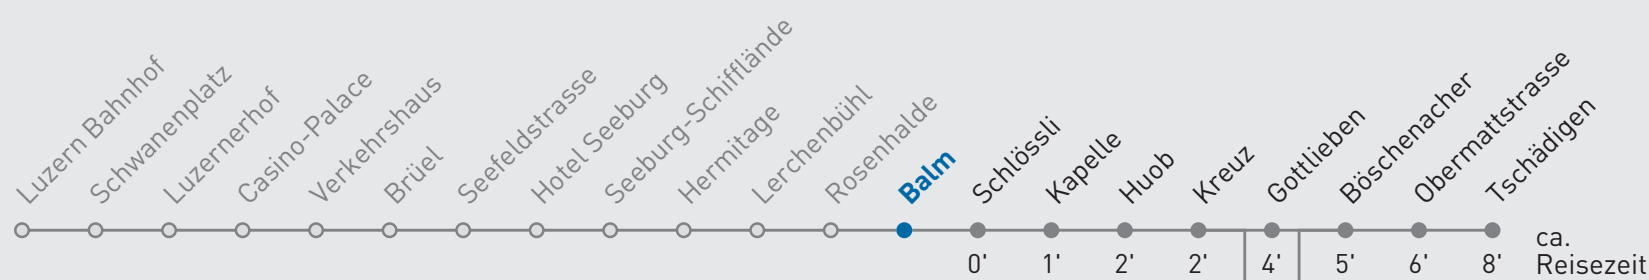 Luzern Bahnhof
Schwanenplatz
Luzernerhof
Casino-Palace
Verkehrshaus
Brüel
Seefeldstrasse
Hotel Seeburg
Seeburg-Schifflände
Hermitage
Lerchenbühl
Rosenhalde
Balm
Schlössli
Kapelle
Huob
Kreuz
Gottlieben
Böschenacher
Obermattstrasse
Tschädigen
0' 1' 2' 2' 4' 5' 6' 8'
ca.
Reisezeit